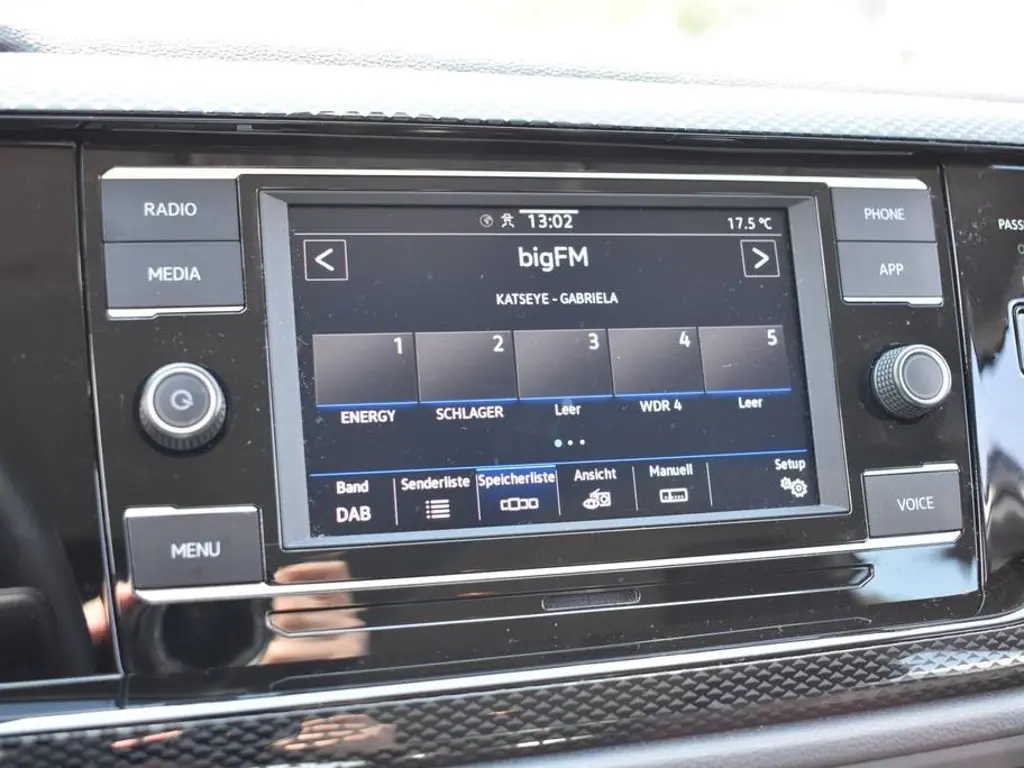 RADIO
MEDIA
MENU
13:02
17.5 °C
<
bigFM
>
KATSEYE - GABRIELA
1 2 3 4 5
ENERGY SCHLAGER Leer WDR 4 Leer
Band Senderliste Speicherliste Ansicht Manuell Setup
DAB
PHONE
APP
VOICE
PASS